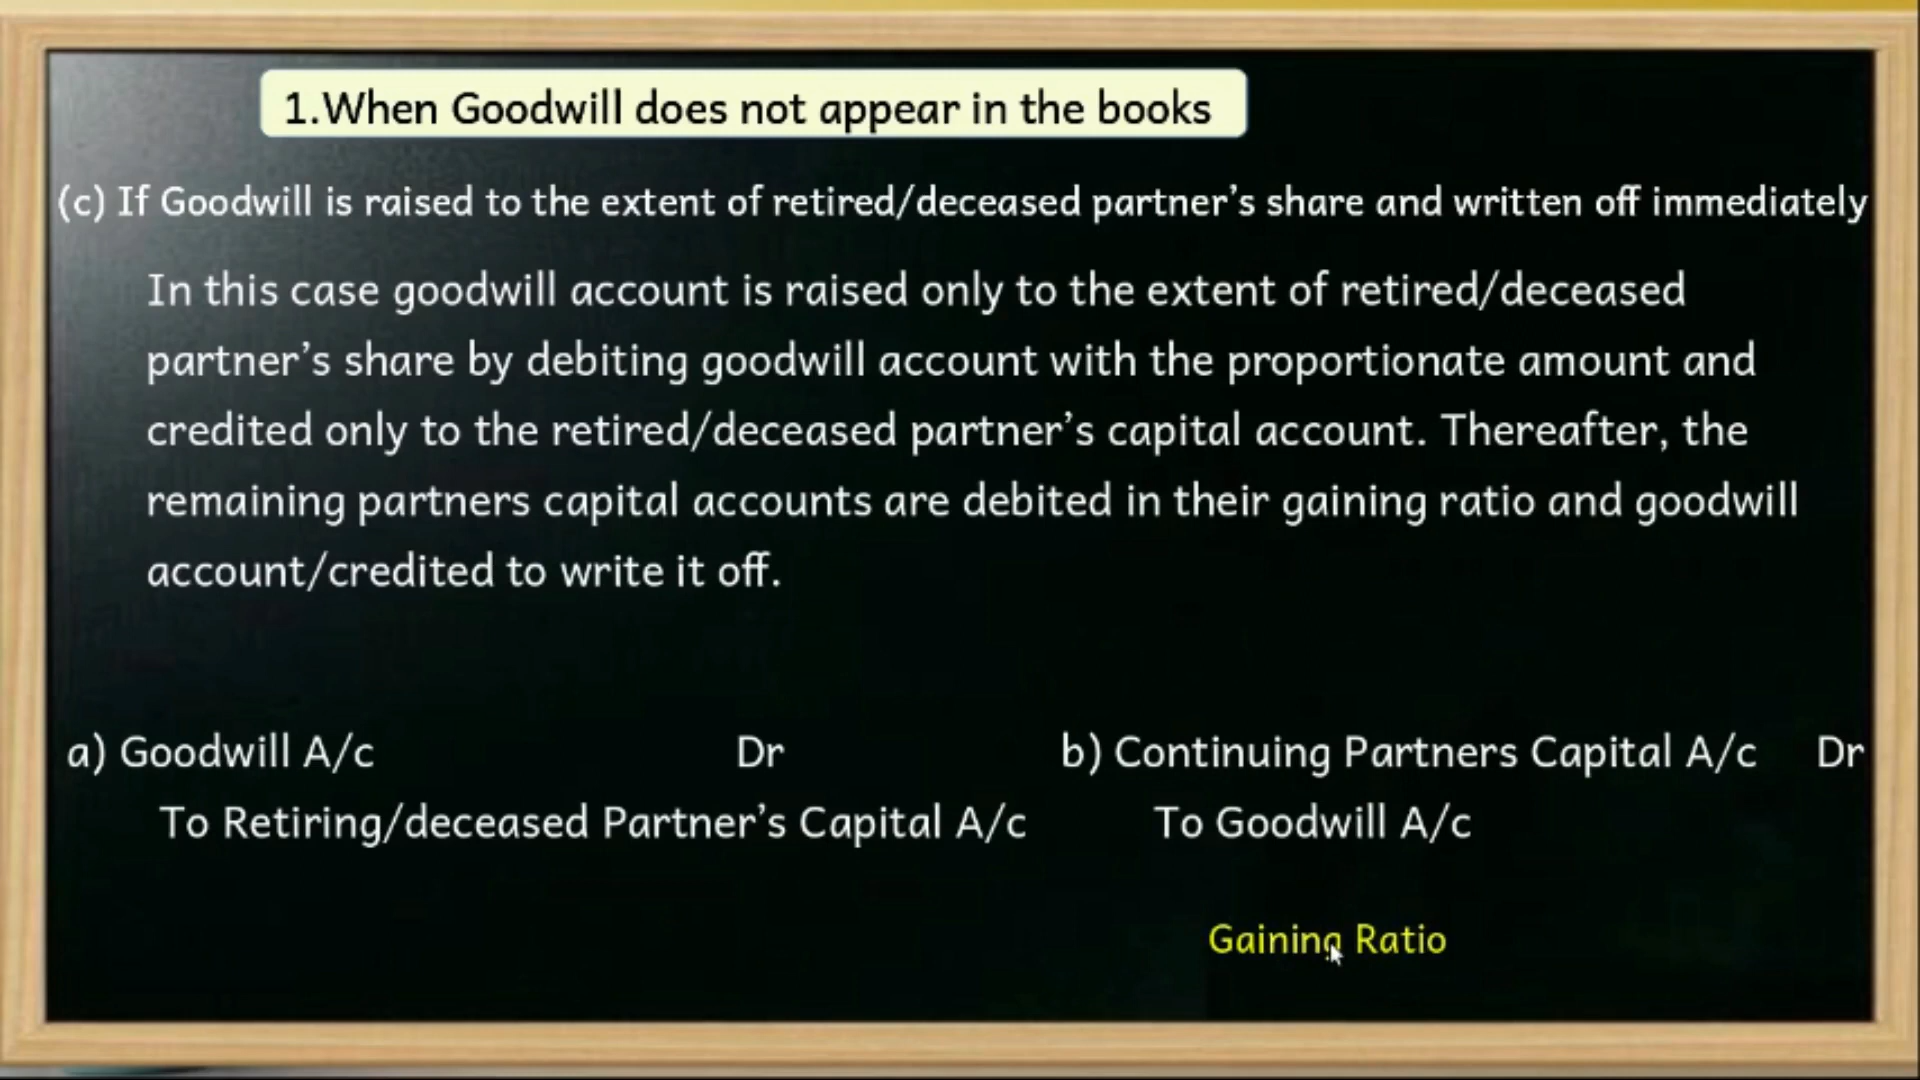 1.When Goodwill does not appear in the books
(c) If Goodwill is raised to the extent of retired/deceased partner's share and written off immediately
In this case goodwill account is raised only to the extent of retired/deceased
partner's share by debiting goodwill account with the proportionate amount and
credited only to the retired/deceased partner's capital account. Thereafter, the
remaining partners capital accounts are debited in their gaining ratio and goodwill
account/credited to write it off.
a) Goodwill A/c Dr
To Retiring/deceased Partner's Capital A/c
b) Continuing Partners Capital A/c Dr
To Goodwill A/c
Gaining Ratio